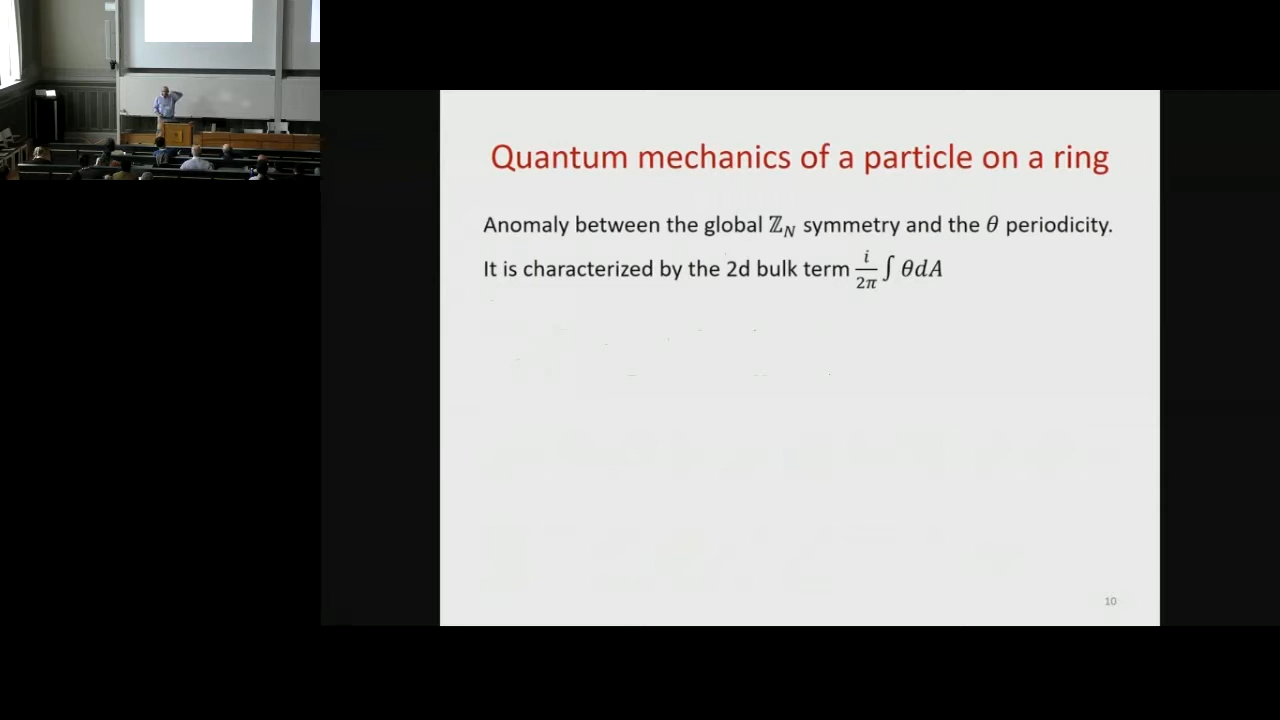 Quantum mechanics of a particle on a ring
Anomaly between the global ℤ_N symmetry and the θ periodicity.
It is characterized by the 2d bulk term i/2π ∫ θdA
10